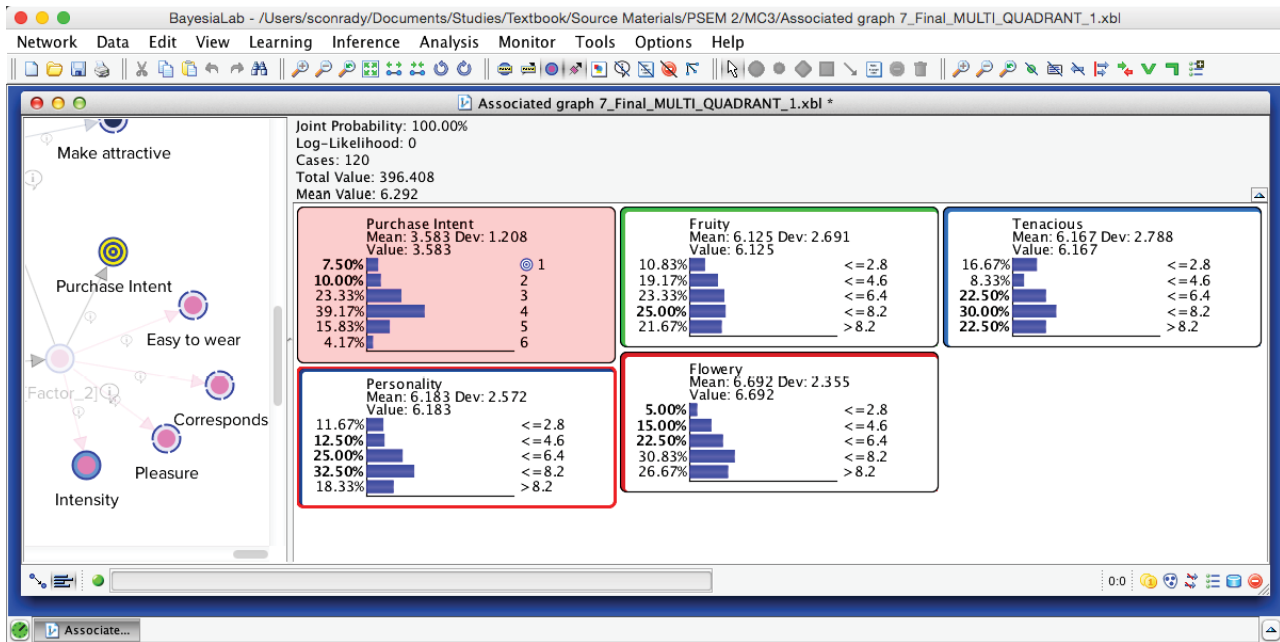 BayesiaLab - /Users/sconrady/Documents/Studies/Textbook/Source Materials/PSEM 2/MC3/Associated graph 7_Final_MULTI_QUADRANT_1.xbl
Network Data Edit View Learning Inference Analysis Monitor Tools Options Help
Associated graph 7_Final_MULTI_QUADRANT_1.xbl *
Make attractive
Purchase Intent
Easy to wear
Factor_2]
Corresponds
Pleasure
Intensity
Joint Probability: 100.00%
Log-Likelihood: 0
Cases: 120
Total Value: 396.408
Mean Value: 6.292
Purchase Intent
Mean: 3.583 Dev: 1.208
Value: 3.583
7.50% 1
10.00% 2
23.33% 3
39.17% 4
15.83% 5
4.17% 6
Fruity
Mean: 6.125 Dev: 2.691
Value: 6.125
10.83% <=2.8
19.17% <=4.6
23.33% <=6.4
25.00% <=8.2
21.67% >8.2
Tenacious
Mean: 6.167 Dev: 2.788
Value: 6.167
16.67% <=2.8
8.33% <=4.6
22.50% <=6.4
30.00% <=8.2
22.50% >8.2
Personality
Mean: 6.183 Dev: 2.572
Value: 6.183
11.67% <=2.8
12.50% <=4.6
25.00% <=6.4
32.50% <=8.2
18.33% >8.2
Flowery
Mean: 6.692 Dev: 2.355
Value: 6.692
5.00% <=2.8
15.00% <=4.6
22.50% <=6.4
30.83% <=8.2
26.67% >8.2
0:0
Associate...